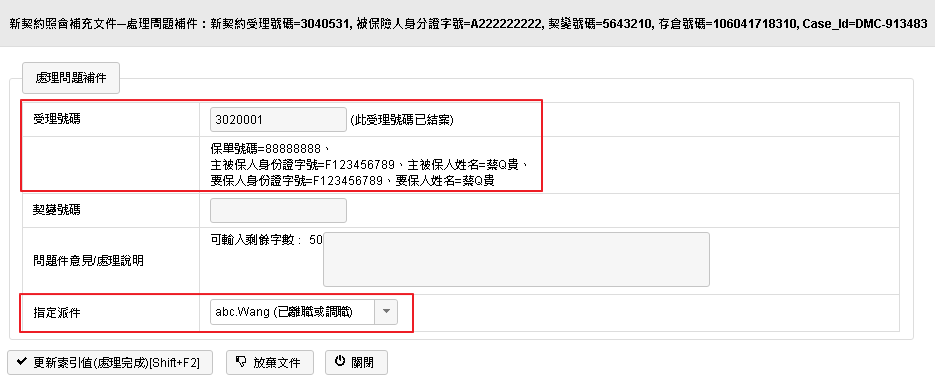 新契約照會補充文件─處理問題補件：新契約受理號碼=3040531, 被保險人身分證字號=A222222222, 契變號碼=5643210, 存倉號碼=106041718310, Case_Id=DMC-913483
處理問題補件
受理號碼 3020001 (此受理號碼已結案)
保單號碼=88888888、
主被保人身份證字號=F123456789、主被保人姓名=蔡Q貴、
要保人身份證字號=F123456789、要保人姓名=蔡Q貴
契變號碼
問題件意見/處理說明 可輸入剩餘字數： 50
指定派件 abc.Wang (已離職或調職)
更新索引值(處理完成)[Shift+F2] 放棄文件 關閉